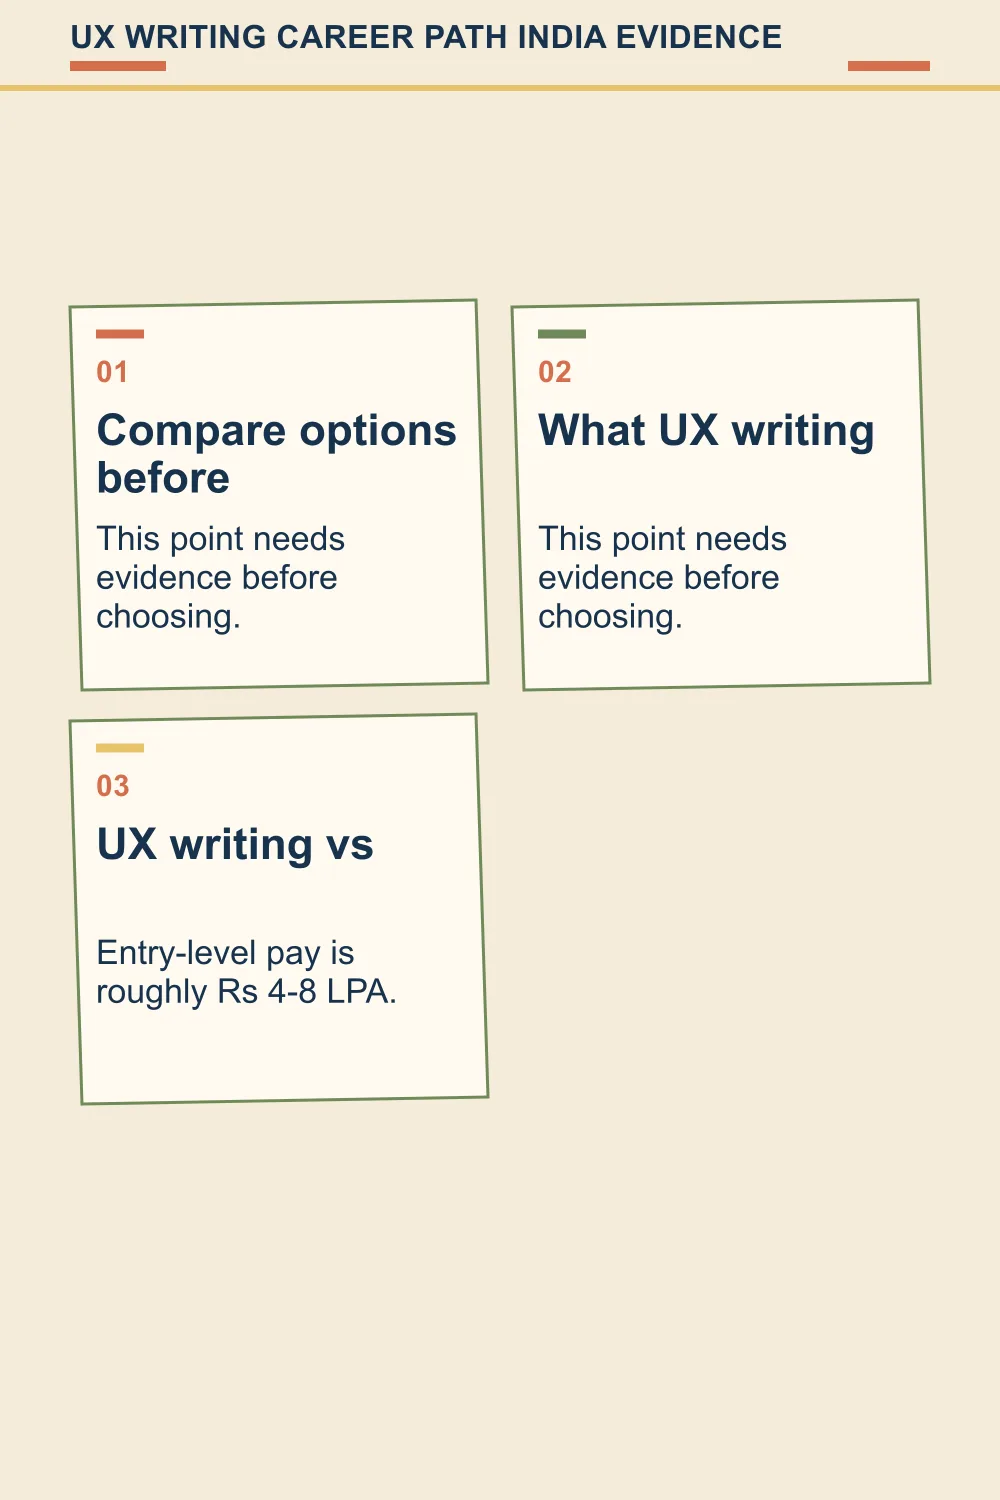 UX WRITING CAREER PATH INDIA EVIDENCE
01
Compare options
before
This point needs
evidence before
choosing.
02
What UX writing
This point needs
evidence before
choosing.
03
UX writing vs
Entry-level pay is
roughly Rs 4-8 LPA.